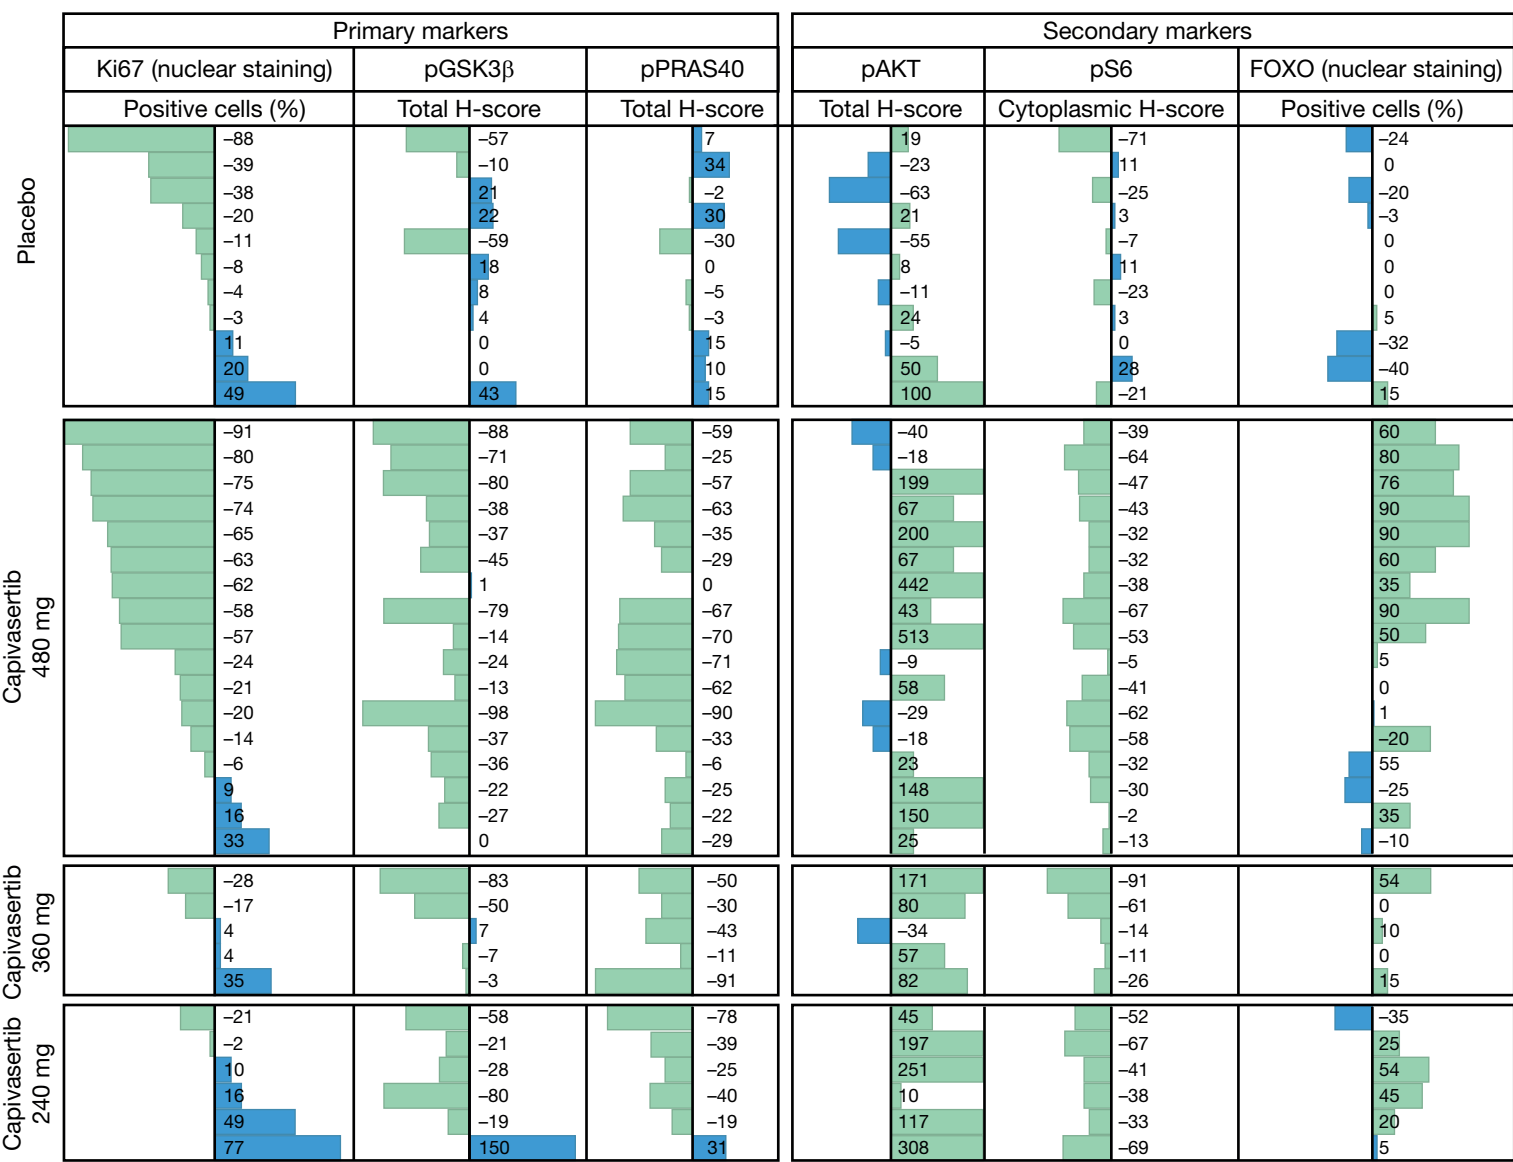 Primary markers Secondary markers
Ki67 (nuclear staining) pGSK3β pPRAS40 pAKT pS6 FOXO (nuclear staining)
Positive cells (%) Total H-score Total H-score Total H-score Cytoplasmic H-score Positive cells (%)
Placebo
–88 –57 7 19 –71 –24
–39 –10 34 –23 11 0
–38 21 –2 –63 –25 –20
–20 22 30 21 3 –3
–11 –59 –30 –55 –7 0
–8 18 0 8 11 0
–4 8 –5 –11 –23 0
–3 4 –3 24 3 5
11 0 15 –5 0 –32
20 0 10 50 28 –40
49 43 15 100 –21 15
Capivasertib
480 mg
–91 –88 –59 –40 –39 60
–80 –71 –25 –18 –64 80
–75 –80 –57 199 –47 76
–74 –38 –63 67 –43 90
–65 –37 –35 200 –32 90
–63 –45 –29 67 –32 60
–62 1 0 442 –38 35
–58 –79 –67 43 –67 90
–57 –14 –70 513 –53 50
–24 –24 –71 –9 –5 5
–21 –13 –62 58 –41 0
–20 –98 –90 –29 –62 1
–14 –37 –33 –18 –58 –20
–6 –36 –6 23 –32 55
9 –22 –25 148 –30 –25
16 –27 –22 150 –2 35
33 0 –29 25 –13 –10
Capivasertib
360 mg
–28 –83 –50 171 –91 54
–17 –50 –30 80 –61 0
4 7 –43 –34 –14 10
4 –7 –11 57 –11 0
35 –3 –91 82 –26 15
Capivasertib
240 mg
–21 –58 –78 45 –52 –35
–2 –21 –39 197 –67 25
10 –28 –25 251 –41 54
16 –80 –40 10 –38 45
49 –19 –19 117 –33 20
77 150 31 308 –69 5